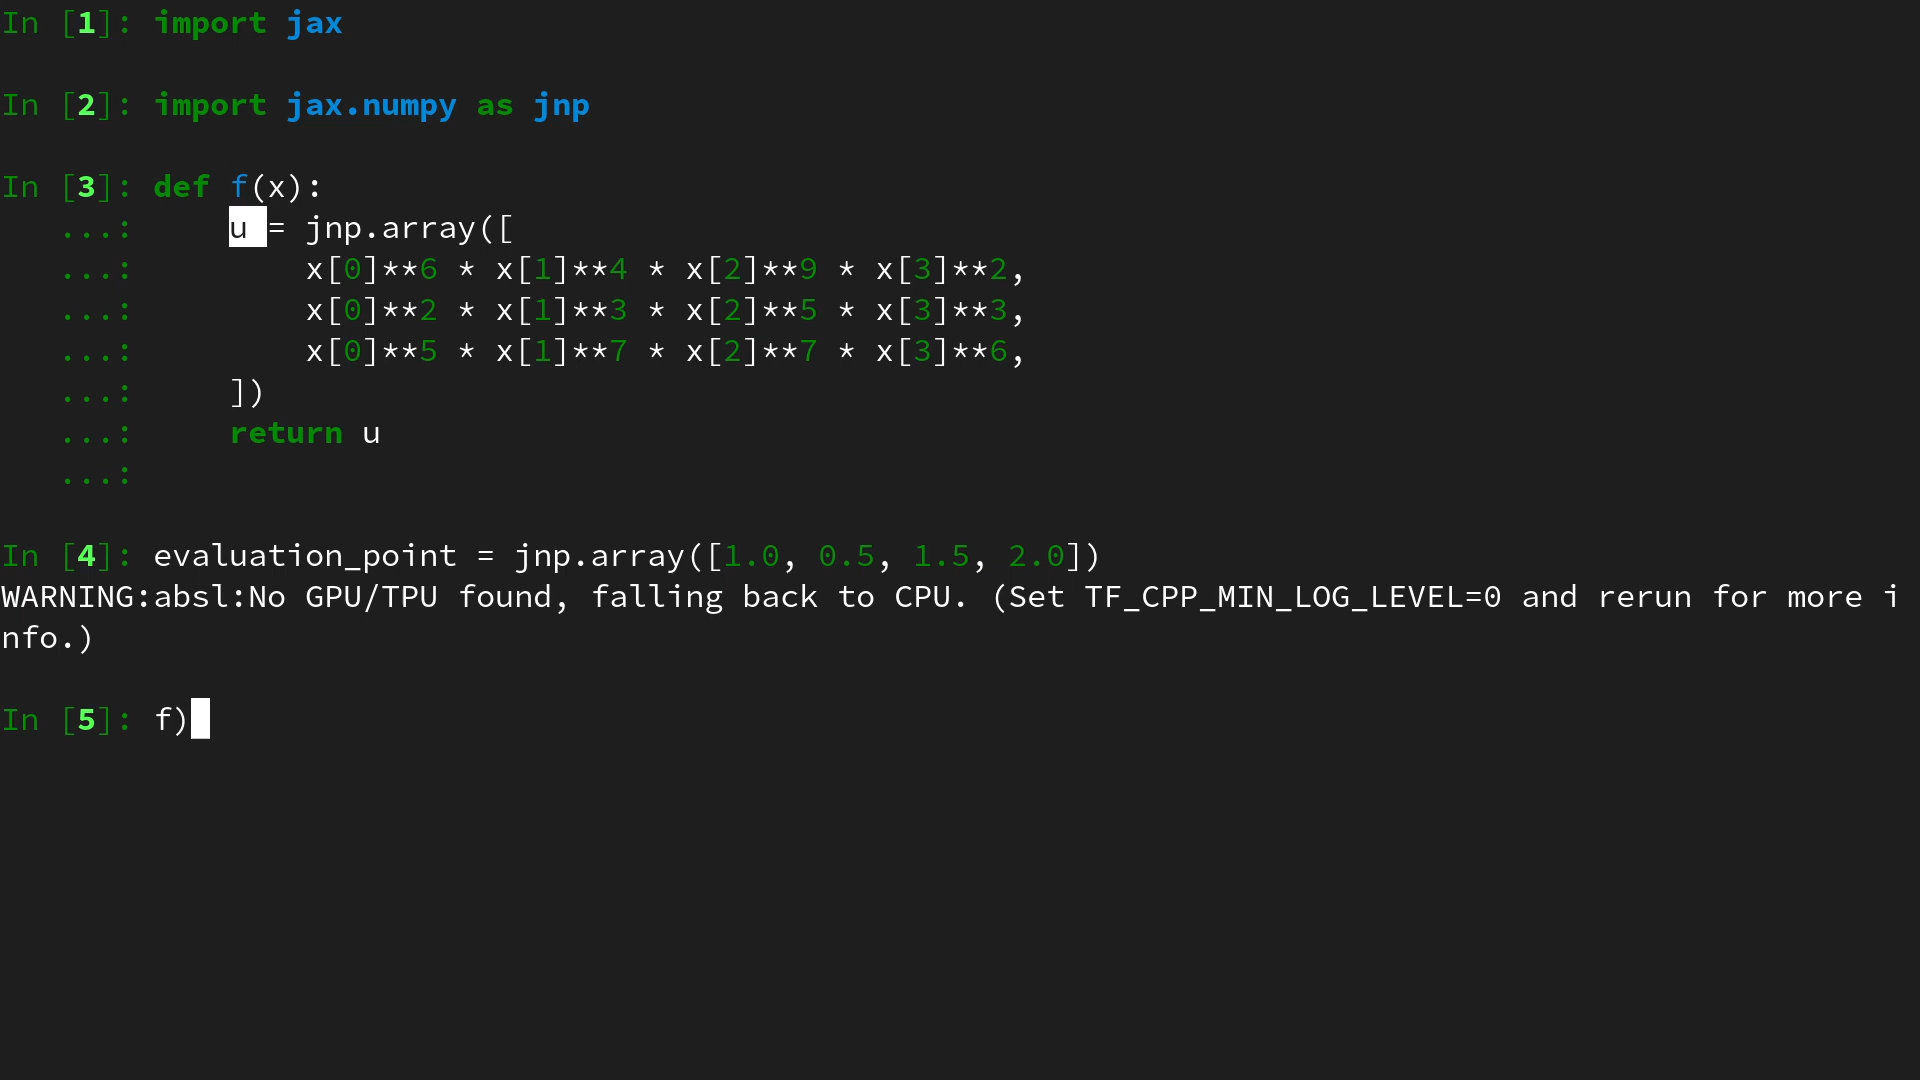 In [1]: import jax
In [2]: import jax.numpy as jnp
In [3]: def f(x):
   ...:     u = jnp.array([
   ...:         x[0]**6 * x[1]**4 * x[2]**9 * x[3]**2,
   ...:         x[0]**2 * x[1]**3 * x[2]**5 * x[3]**3,
   ...:         x[0]**5 * x[1]**7 * x[2]**7 * x[3]**6,
   ...:     ])
   ...:     return u
   ...:
In [4]: evaluation_point = jnp.array([1.0, 0.5, 1.5, 2.0])
WARNING:absl:No GPU/TPU found, falling back to CPU. (Set TF_CPP_MIN_LOG_LEVEL=0 and rerun for more i
nfo.)
In [5]: f)